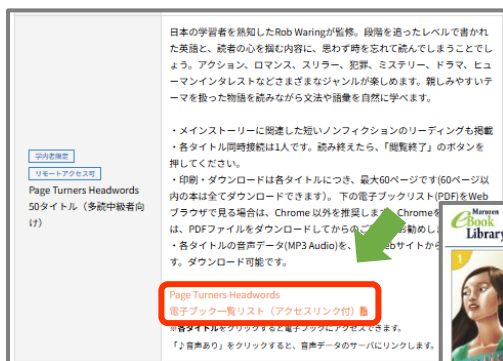 学内者限定
リモートアクセス可
Page Turners Headwords
50タイトル（多読中級者向
け）
日本の学習者を熟知したRob Waringが監修。段階を追ったレベルで書かれ
た英語と、読者の心を掴む内容に、思わず時を忘れて読んでしまうことでし
ょう。アクション、ロマンス、スリラー、犯罪、ミステリー、ドラマ、ヒュ
ーマンインタレストなどさまざまなジャンルが楽しめます。親しみやすいテ
ーマを扱った物語を読みながら文法や語彙を自然に学べます。
・メインストーリーに関連した短いノンフィクションのリーディングも掲載
・各タイトル同時接続は1人です。読み終えたら、「閲覧終了」のボタンを
押してください。
・印刷・ダウンロードは各タイトルにつき、最大60ページです(60ページ以
内の本は全てダウンロードできます）。下の電子ブックリスト(PDF)をWeb
ブラウザで見る場合は、Chrome 以外を推奨しま Chromeを
は、PDFファイルをダウンロードしてからのご お勧めし
・各タイトルの音声データ(MP3 Audio)を、 ebサイトから
す。ダウンロード可能です。
Page Turners Headwords
電子ブック一覧リスト（アクセスリンク付）
※各タイトルをクリックすると電子ブックにアクセスできます。
「♪音声あり」をクリックすると、音声データのサーバにリンクします。
Maruzen
eBook
Library
1